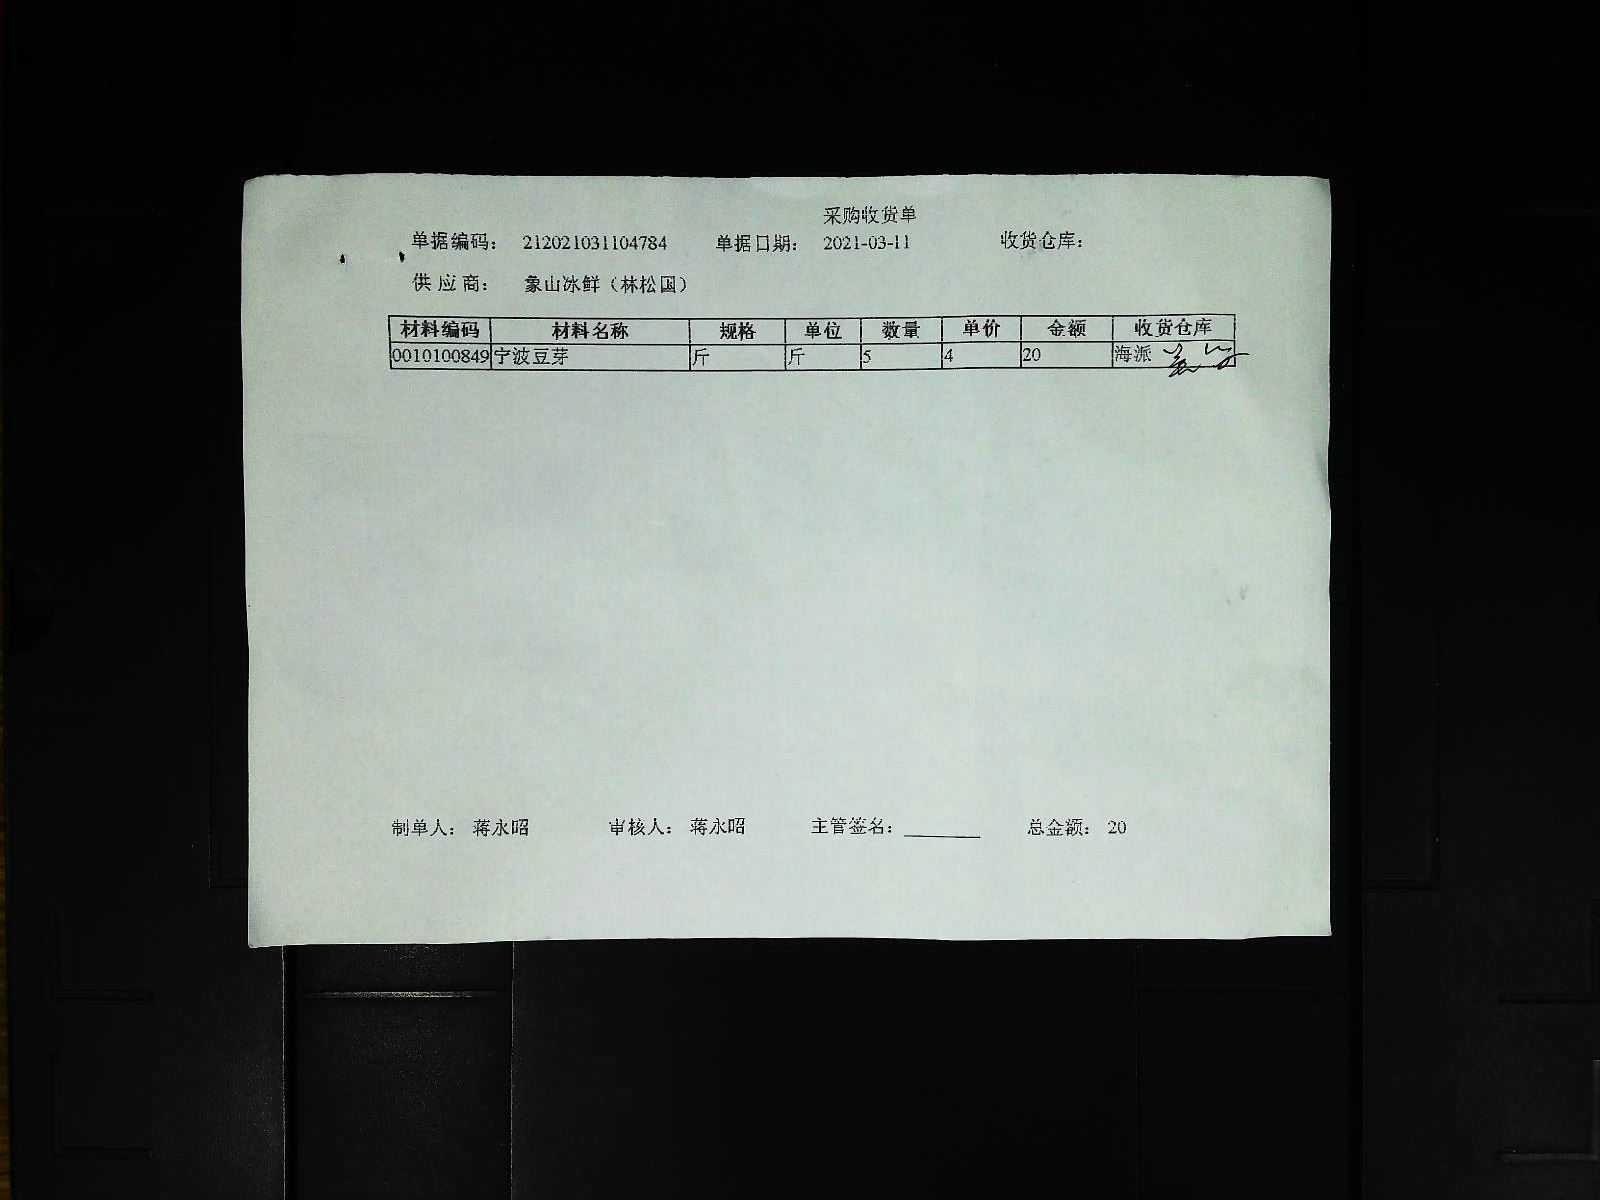 采购收货单
单据编码： 212021031104784 单据日期： 2021-03-11 收货仓库：
供 应 商： 象山冰鲜（林松国）
材料编码 材料名称 规格 单位 数量 单价 金额 收货仓库
0010100849 宁波豆芽 斤 斤 5 4 20 海派
制单人： 蒋永昭 审核人： 蒋永昭 主管签名：________ 总金额： 20